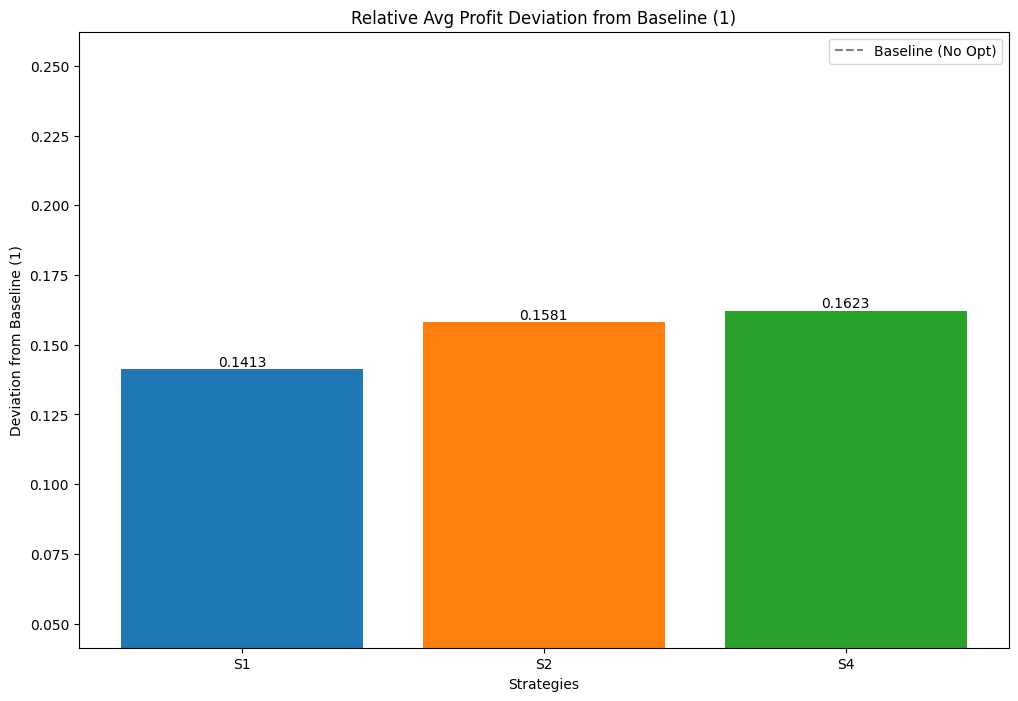 Relative Avg Profit Deviation from Baseline (1)
Baseline (No Opt)
Deviation from Baseline (1)
0.250
0.225
0.200
0.175
0.150
0.125
0.100
0.075
0.050
0.1413
0.1581
0.1623
S1
S2
S4
Strategies